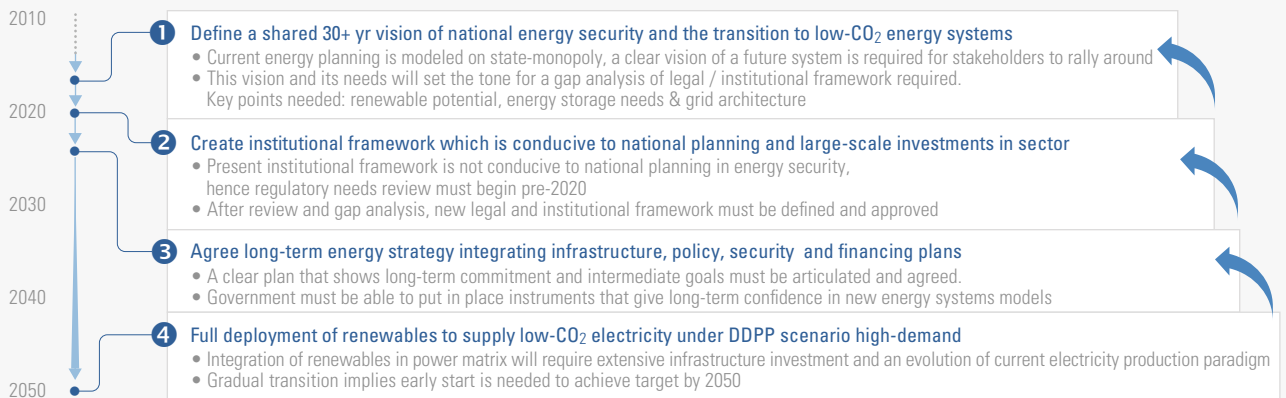 2010
1 Define a shared 30+ yr vision of national energy security and the transition to low-CO2 energy systems
• Current energy planning is modeled on state-monopoly, a clear vision of a future system is required for stakeholders to rally around
• This vision and its needs will set the tone for a gap analysis of legal / institutional framework required.
Key points needed: renewable potential, energy storage needs & grid architecture
2020
2 Create institutional framework which is conducive to national planning and large-scale investments in sector
• Present institutional framework is not conducive to national planning in energy security,
hence regulatory needs review must begin pre-2020
2030
• After review and gap analysis, new legal and institutional framework must be defined and approved
3 Agree long-term energy strategy integrating infrastructure, policy, security and financing plans
• A clear plan that shows long-term commitment and intermediate goals must be articulated and agreed.
2040
• Government must be able to put in place instruments that give long-term confidence in new energy systems models
4 Full deployment of renewables to supply low-CO2 electricity under DDPP scenario high-demand
• Integration of renewables in power matrix will require extensive infrastructure investment and an evolution of current electricity production paradigm
• Gradual transition implies early start is needed to achieve target by 2050
2050